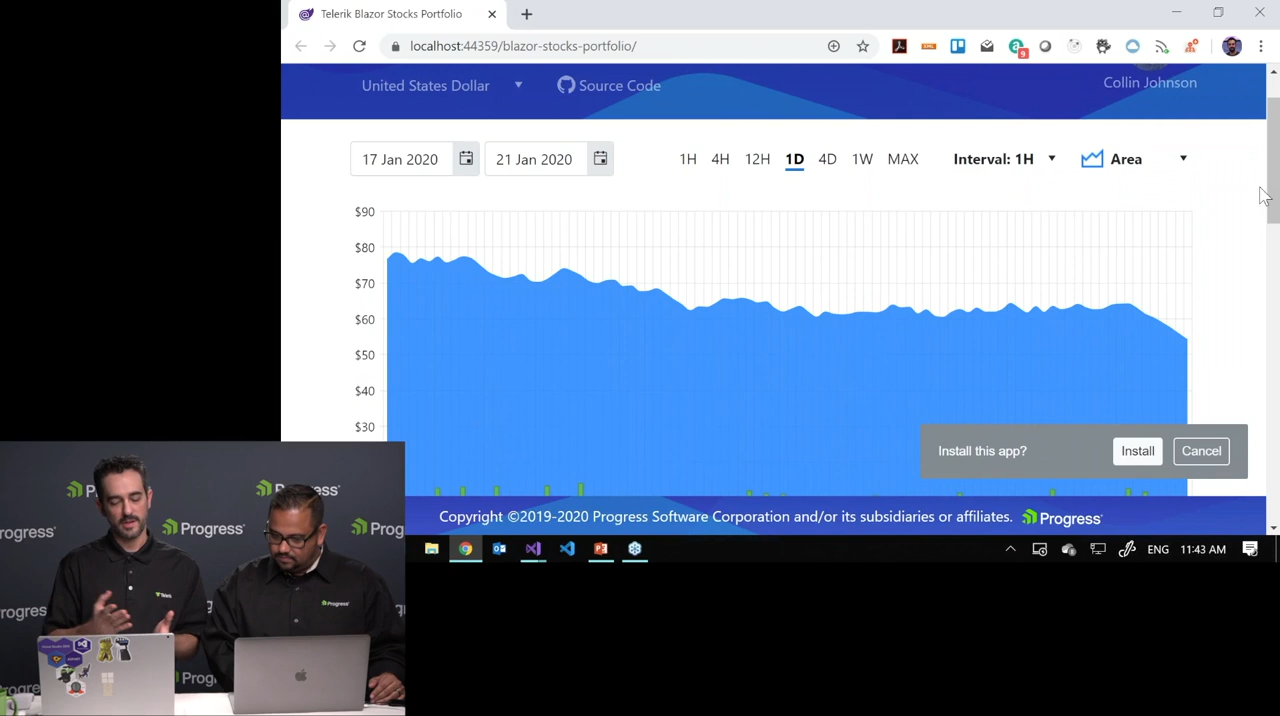 Telerik Blazor Stocks Portfolio
localhost:44359/blazor-stocks-portfolio/
9
United States Dollar
Source Code
Collin Johnson
17 Jan 2020
21 Jan 2020
1H 4H 12H 1D 4D 1W MAX
Interval: 1H
Area
$90
$80
$70
$60
$50
$40
$30
Install this app?
Install
Cancel
Copyright ©2019-2020 Progress Software Corporation and/or its subsidiaries or affiliates.
Progress
ENG
11:43 AM
Progress
Progress
Progress
Progress